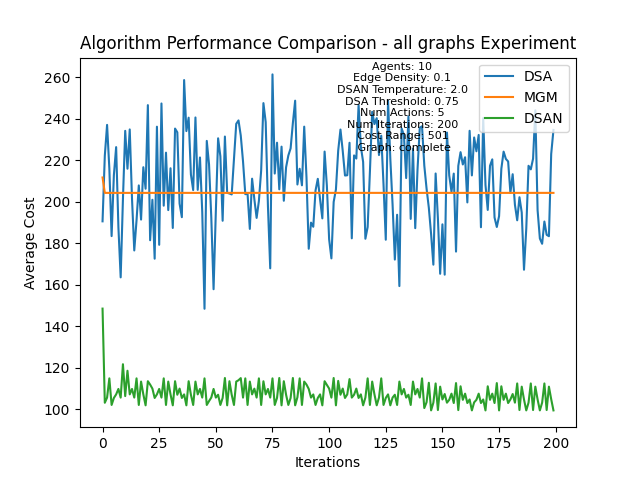 Algorithm Performance Comparison - all graphs Experiment
Agents: 10
Edge Density: 0.1
DSAN Temperature: 2.0
DSA Threshold: 0.75
Num Actions: 5
Num Iterations: 200
Cost Range: 501
Graph: complete
DSA
MGM
DSAN
Average Cost
260
240
220
200
180
160
140
120
100
0
25
50
75
100
125
150
175
200
Iterations